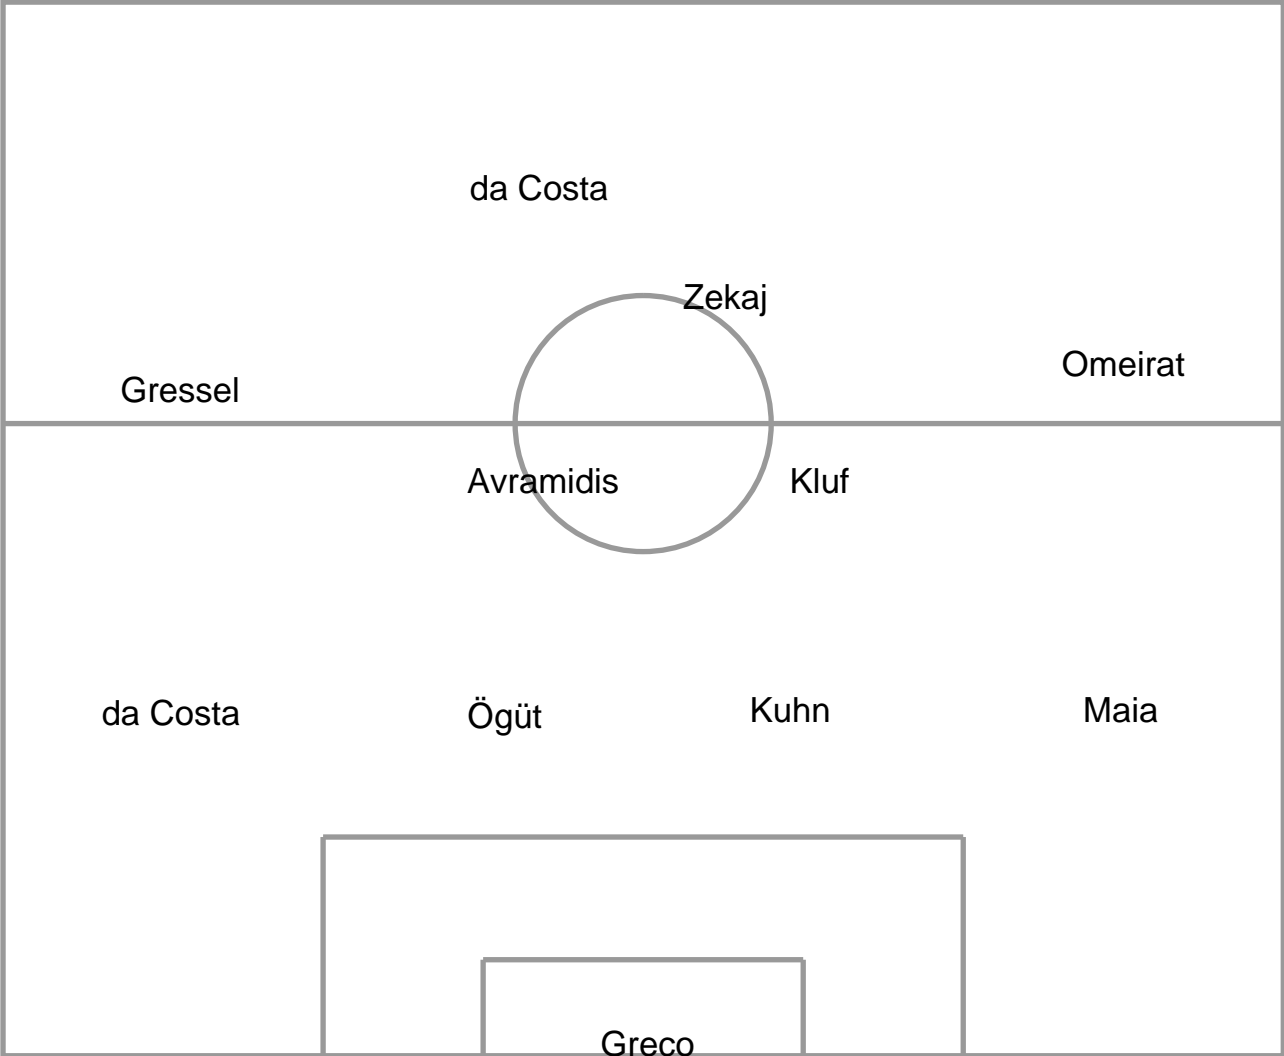 da Costa
Zekaj
Omeirat
Gressel
Avramidis
Kluf
da Costa
Ögüt
Kuhn
Maia
Greco